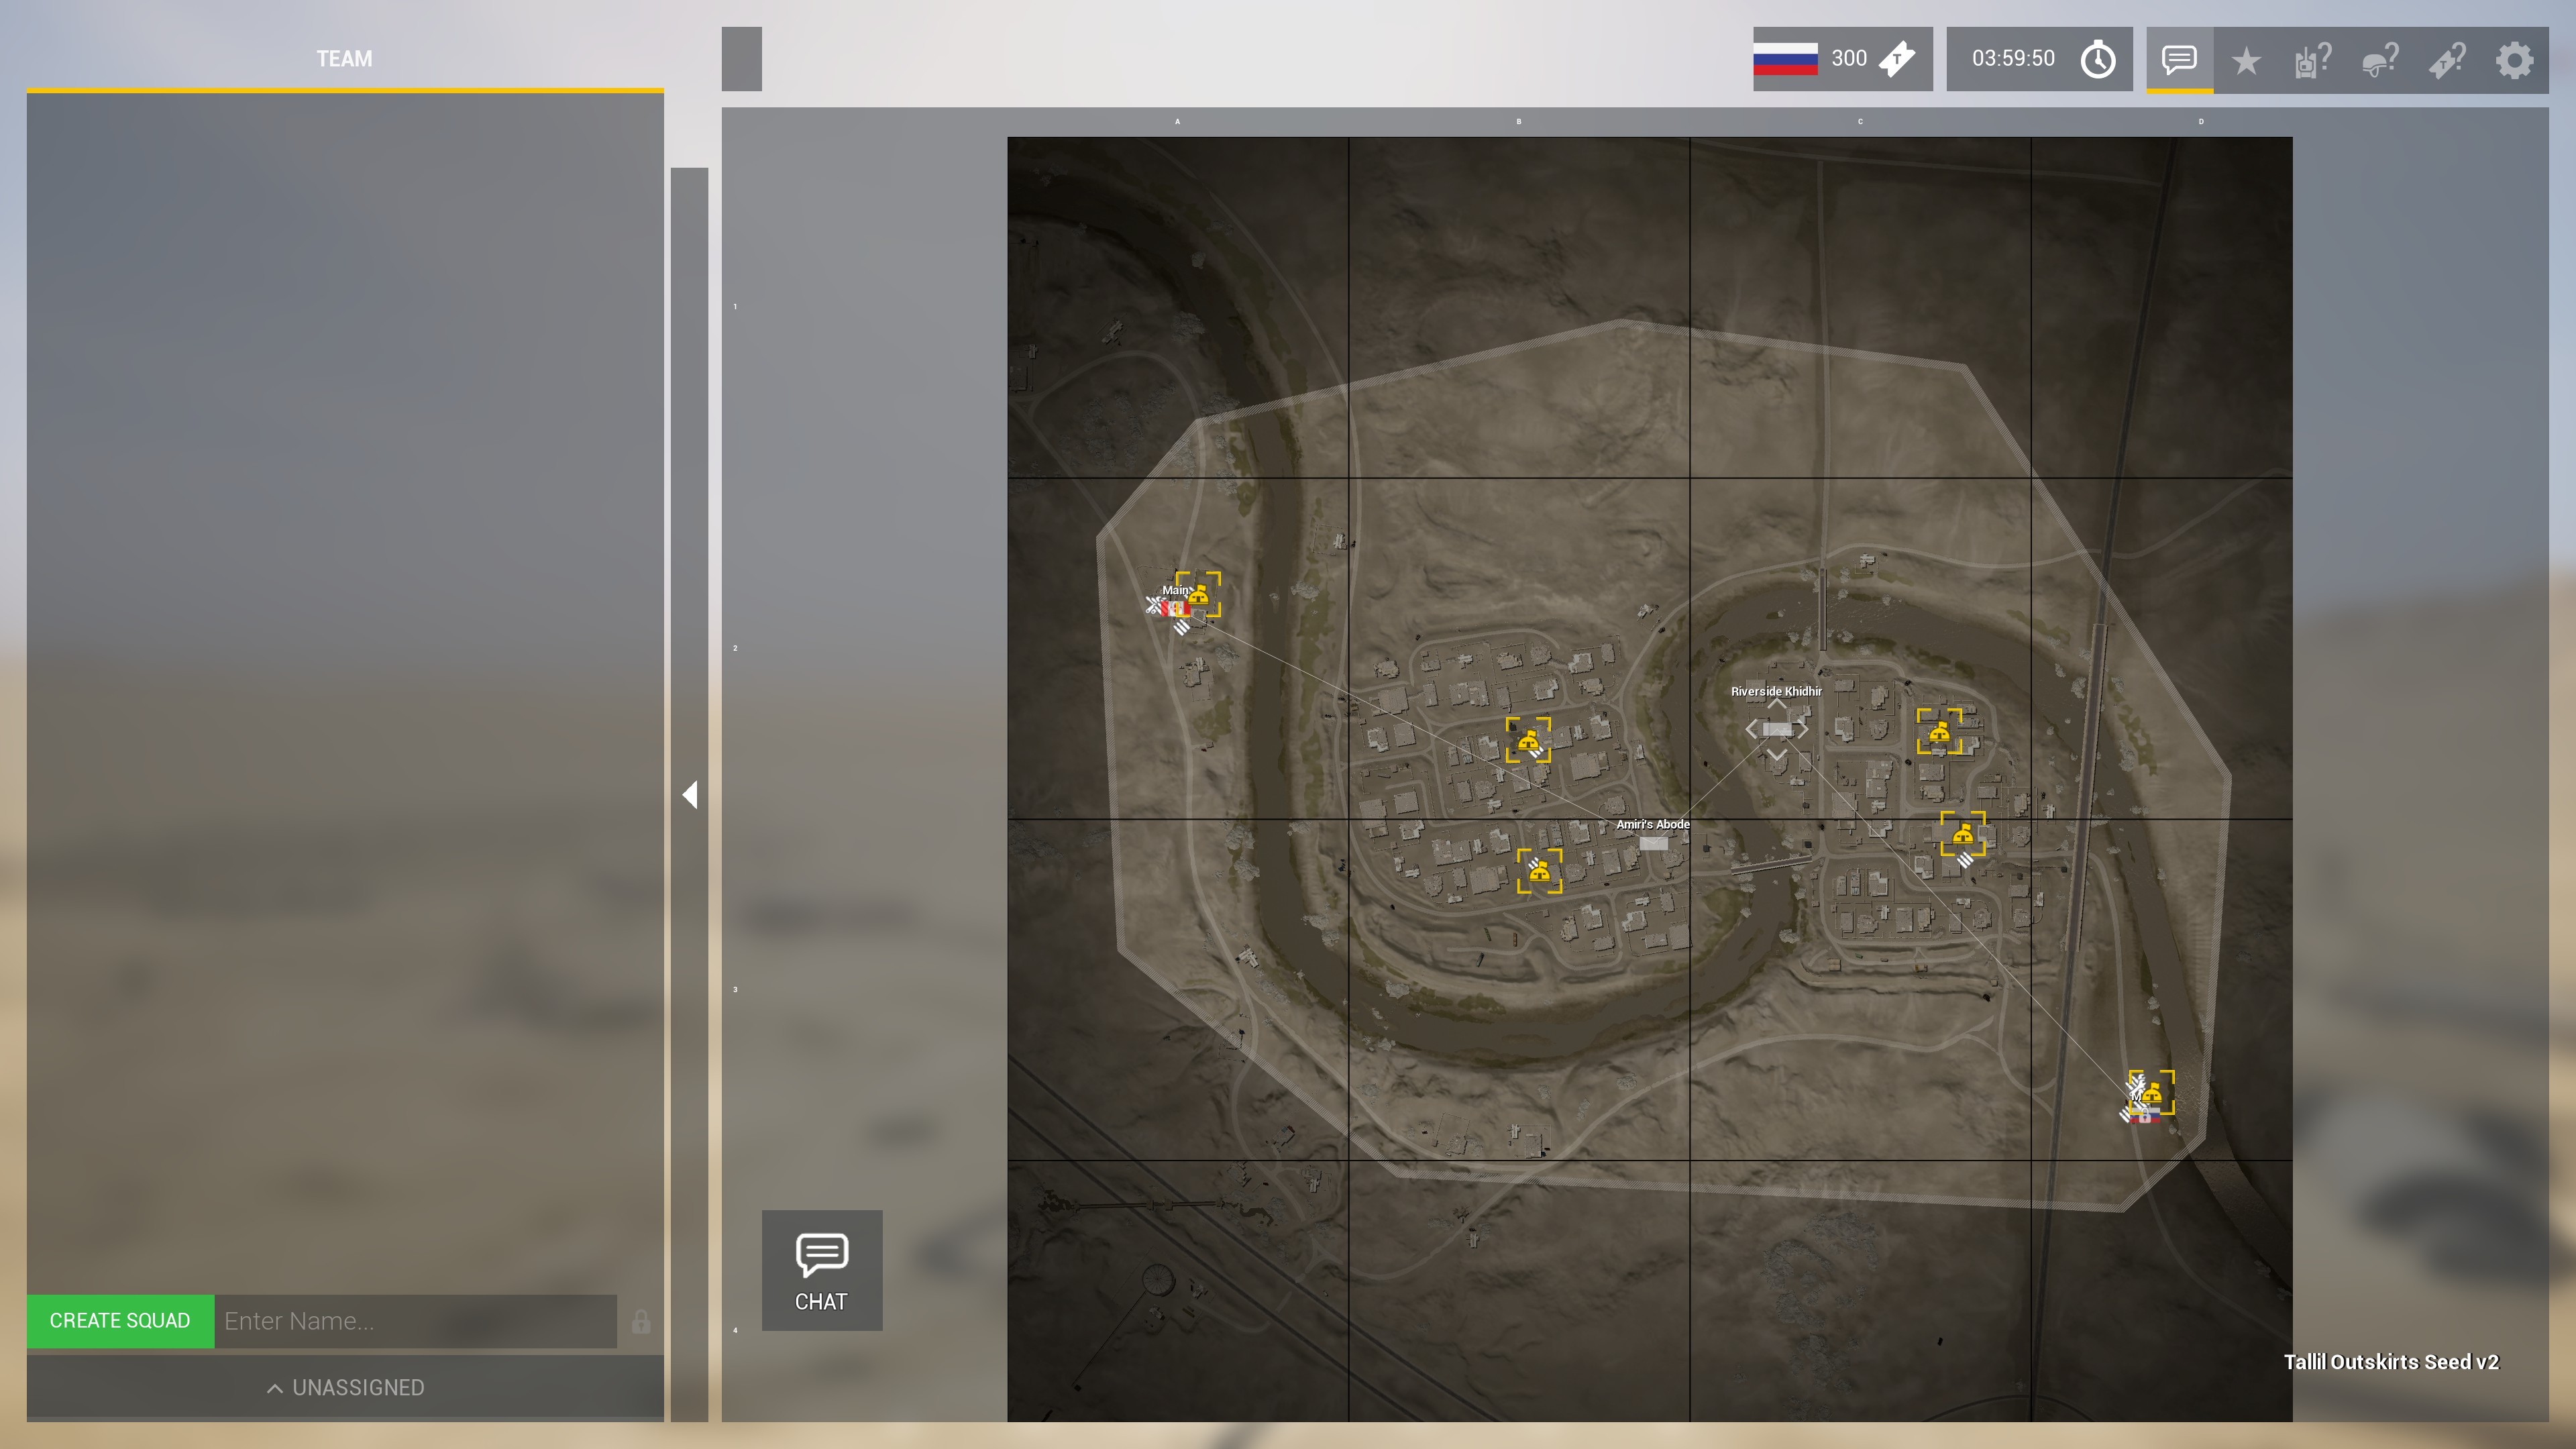 TEAM
300
T
03:59:50
?
?
T ?
A
B
C
D
1
Main
2
Riverside Khidhir
Amiri's Abode
3
M
CHAT
4
CREATE SQUAD
Enter Name...
Tallil Outskirts Seed v2
UNASSIGNED